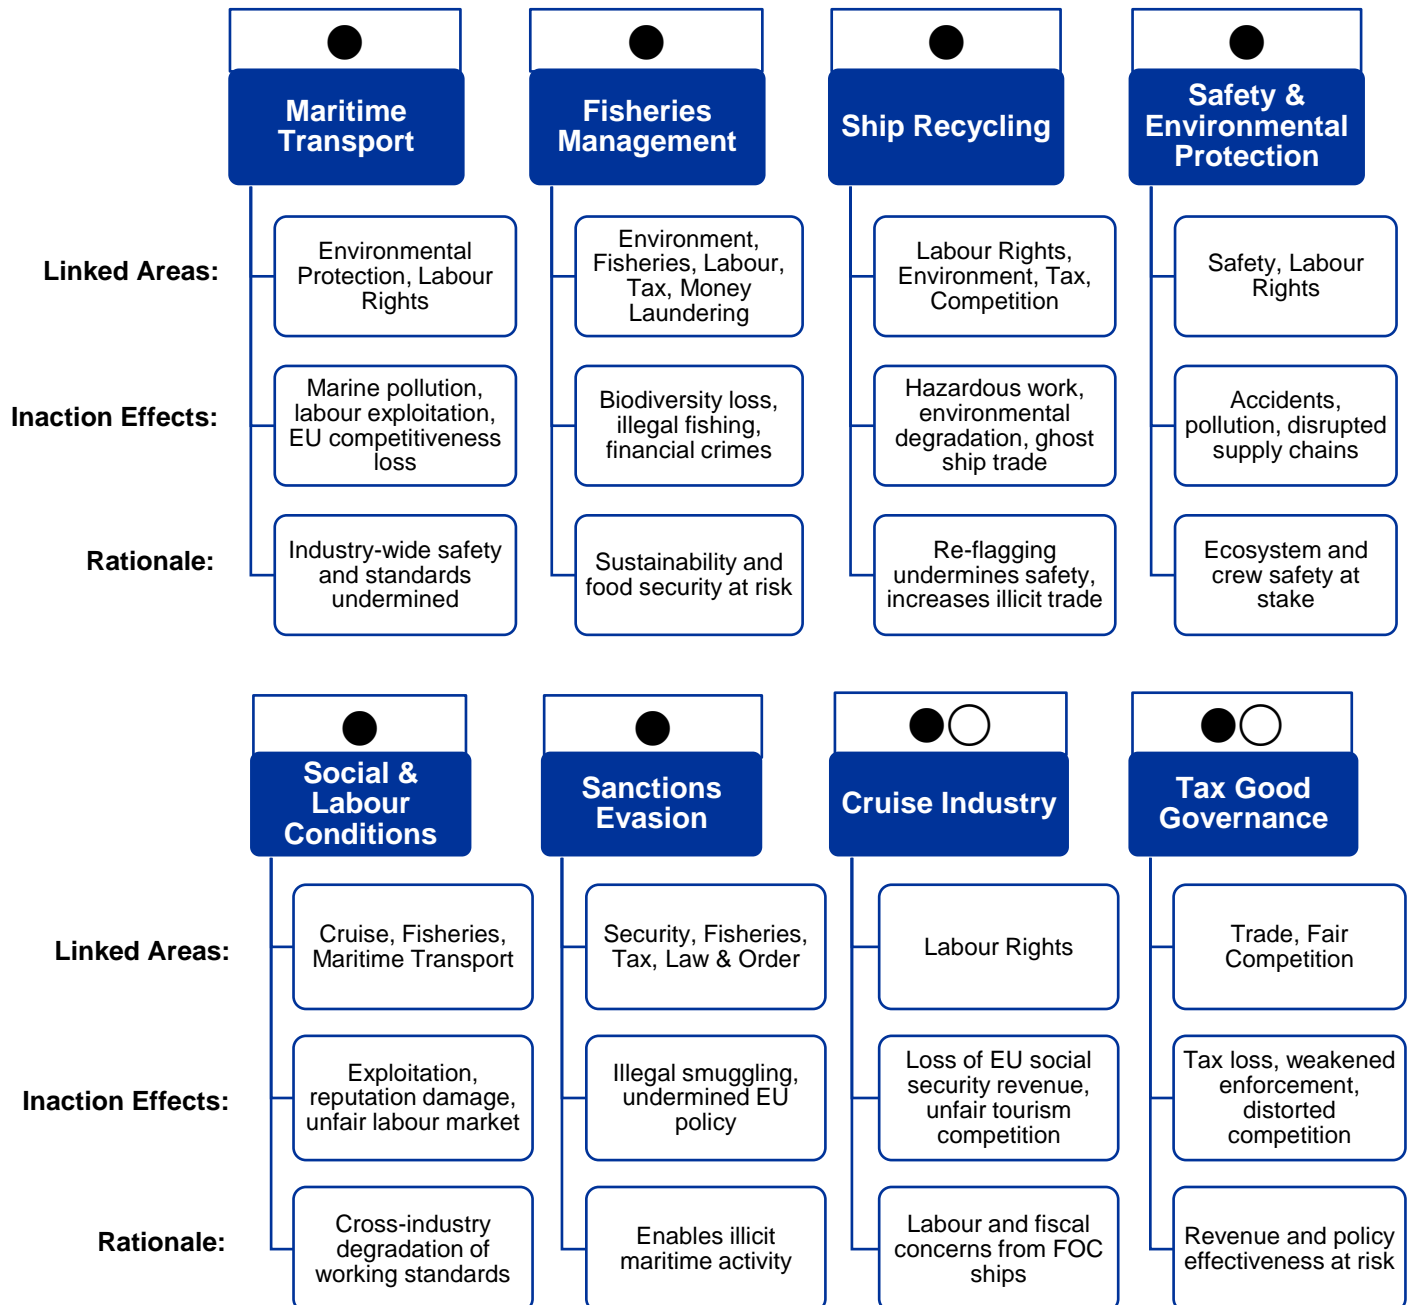 Maritime
Transport
Fisheries
Management
Ship Recycling
Safety &
Environmental
Protection
Linked Areas:
Environmental
Protection, Labour
Rights
Environment,
Fisheries, Labour,
Tax, Money
Laundering
Labour Rights,
Environment, Tax,
Competition
Safety, Labour
Rights
Inaction Effects:
Marine pollution,
labour exploitation,
EU competitiveness
loss
Biodiversity loss,
illegal fishing,
financial crimes
Hazardous work,
environmental
degradation, ghost
ship trade
Accidents,
pollution, disrupted
supply chains
Rationale:
Industry-wide safety
and standards
undermined
Sustainability and
food security at risk
Re-flagging
undermines safety,
increases illicit trade
Ecosystem and
crew safety at
stake
Social &
Labour
Conditions
Sanctions
Evasion
Cruise Industry
Tax Good
Governance
Linked Areas:
Cruise, Fisheries,
Maritime Transport
Security, Fisheries,
Tax, Law & Order
Labour Rights
Trade, Fair
Competition
Inaction Effects:
Exploitation,
reputation damage,
unfair labour market
Illegal smuggling,
undermined EU
policy
Loss of EU social
security revenue,
unfair tourism
competition
Tax loss, weakened
enforcement,
distorted
competition
Rationale:
Cross-industry
degradation of
working standards
Enables illicit
maritime activity
Labour and fiscal
concerns from FOC
ships
Revenue and policy
effectiveness at risk